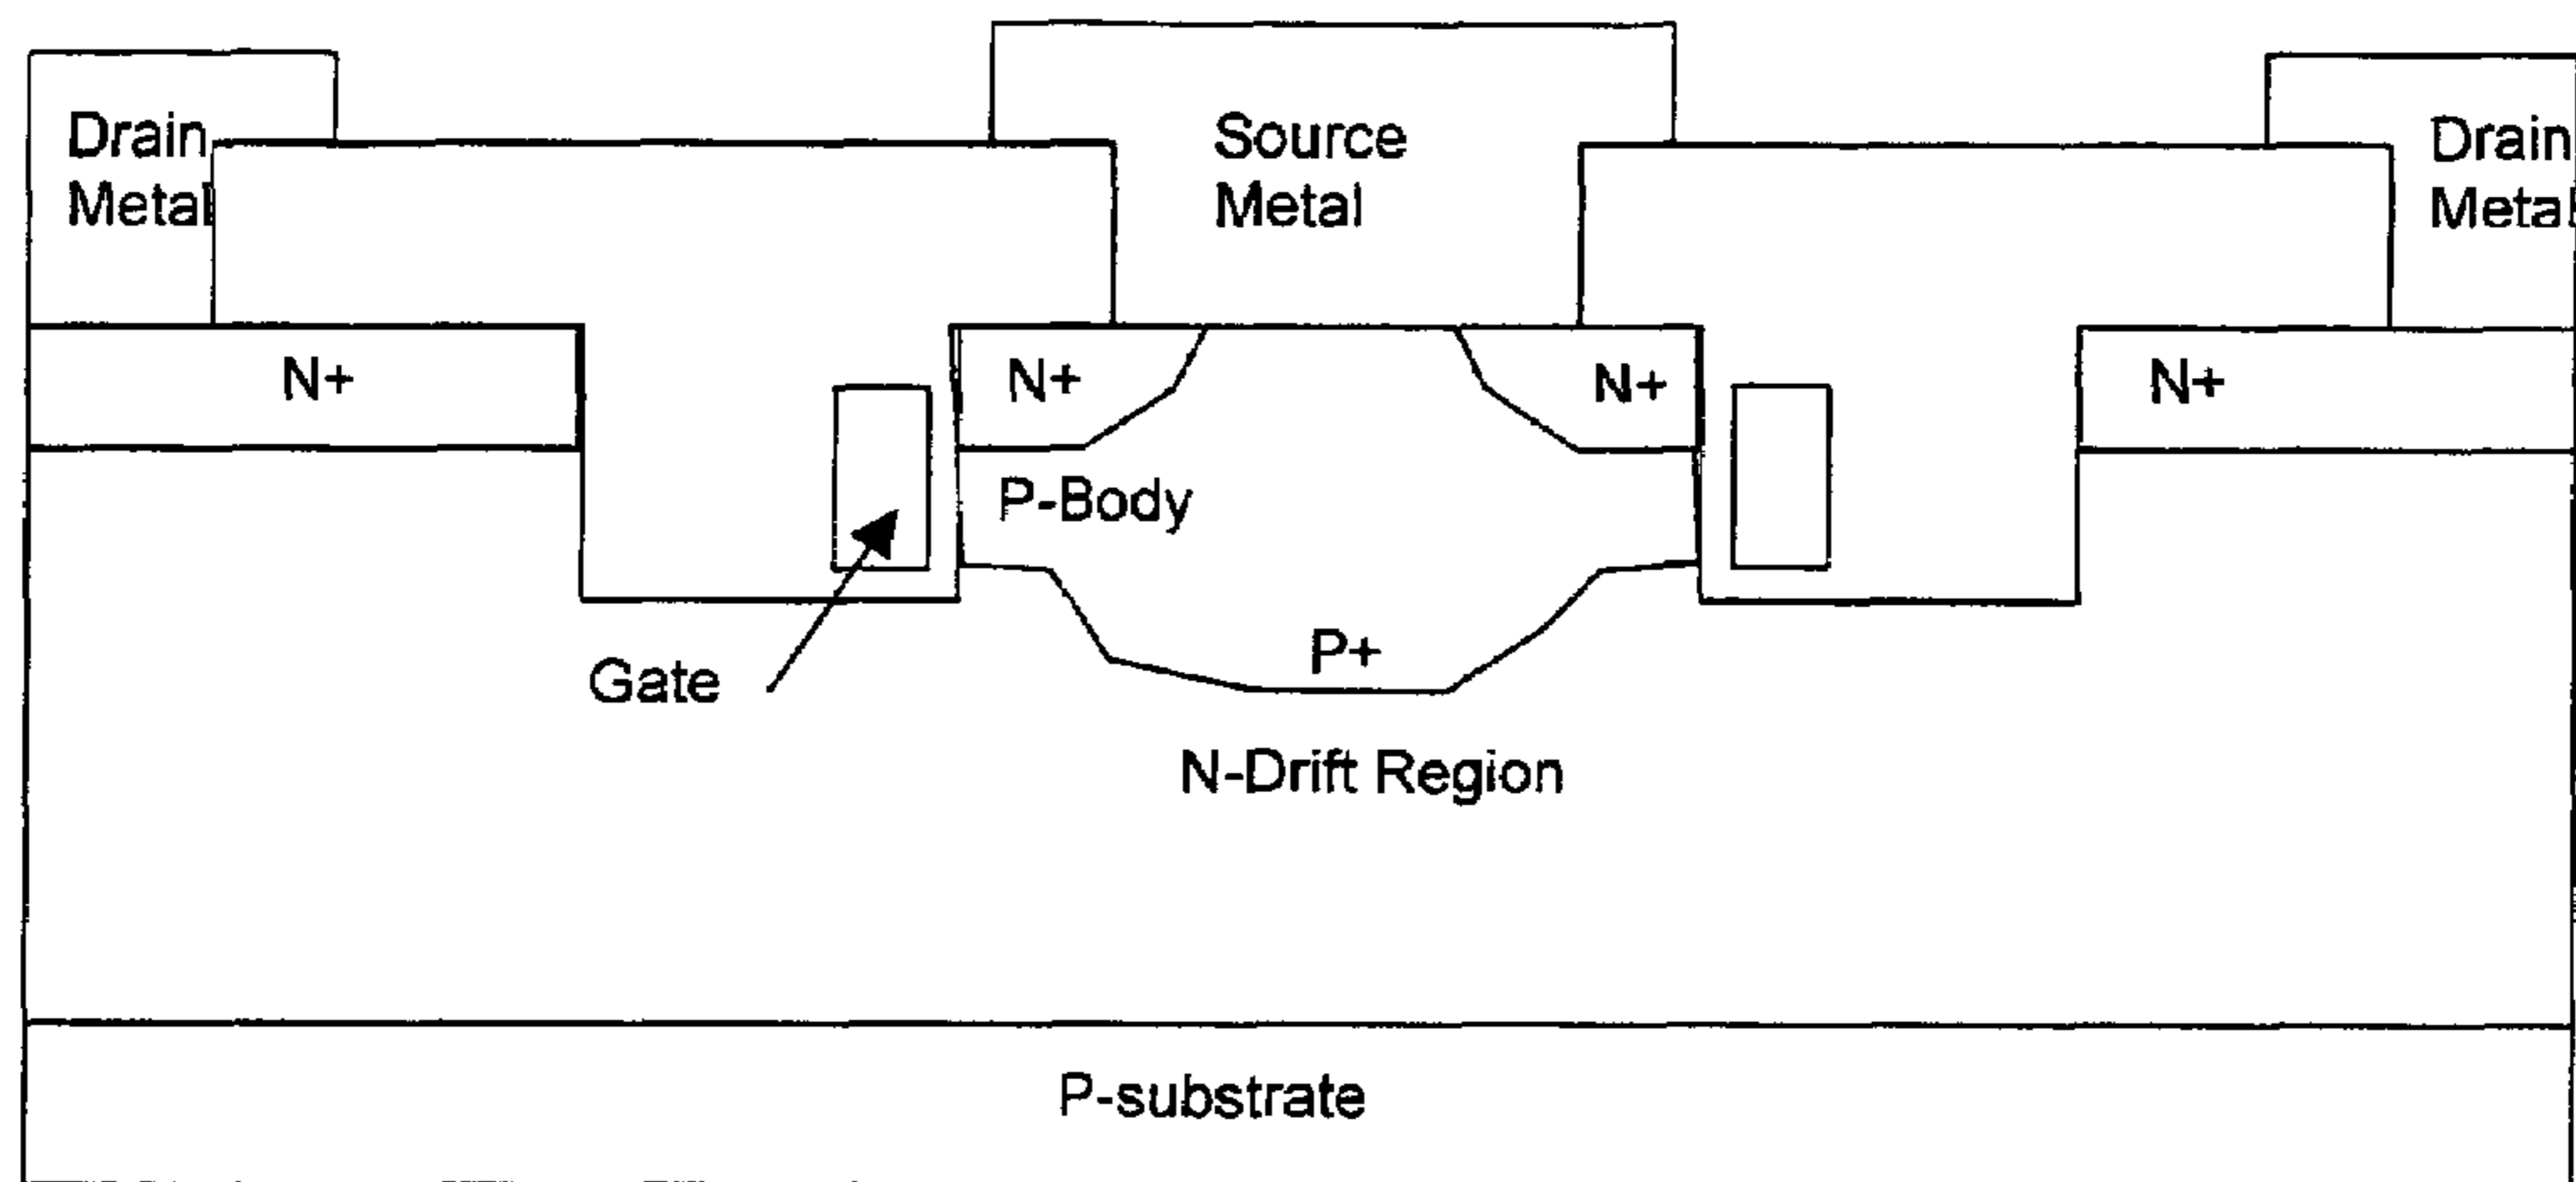 Drain
Metal
Source
Metal
Drain
Metal
N+
N+
N+
N+
P-Body
Gate
P+
N-Drift Region
P-substrate